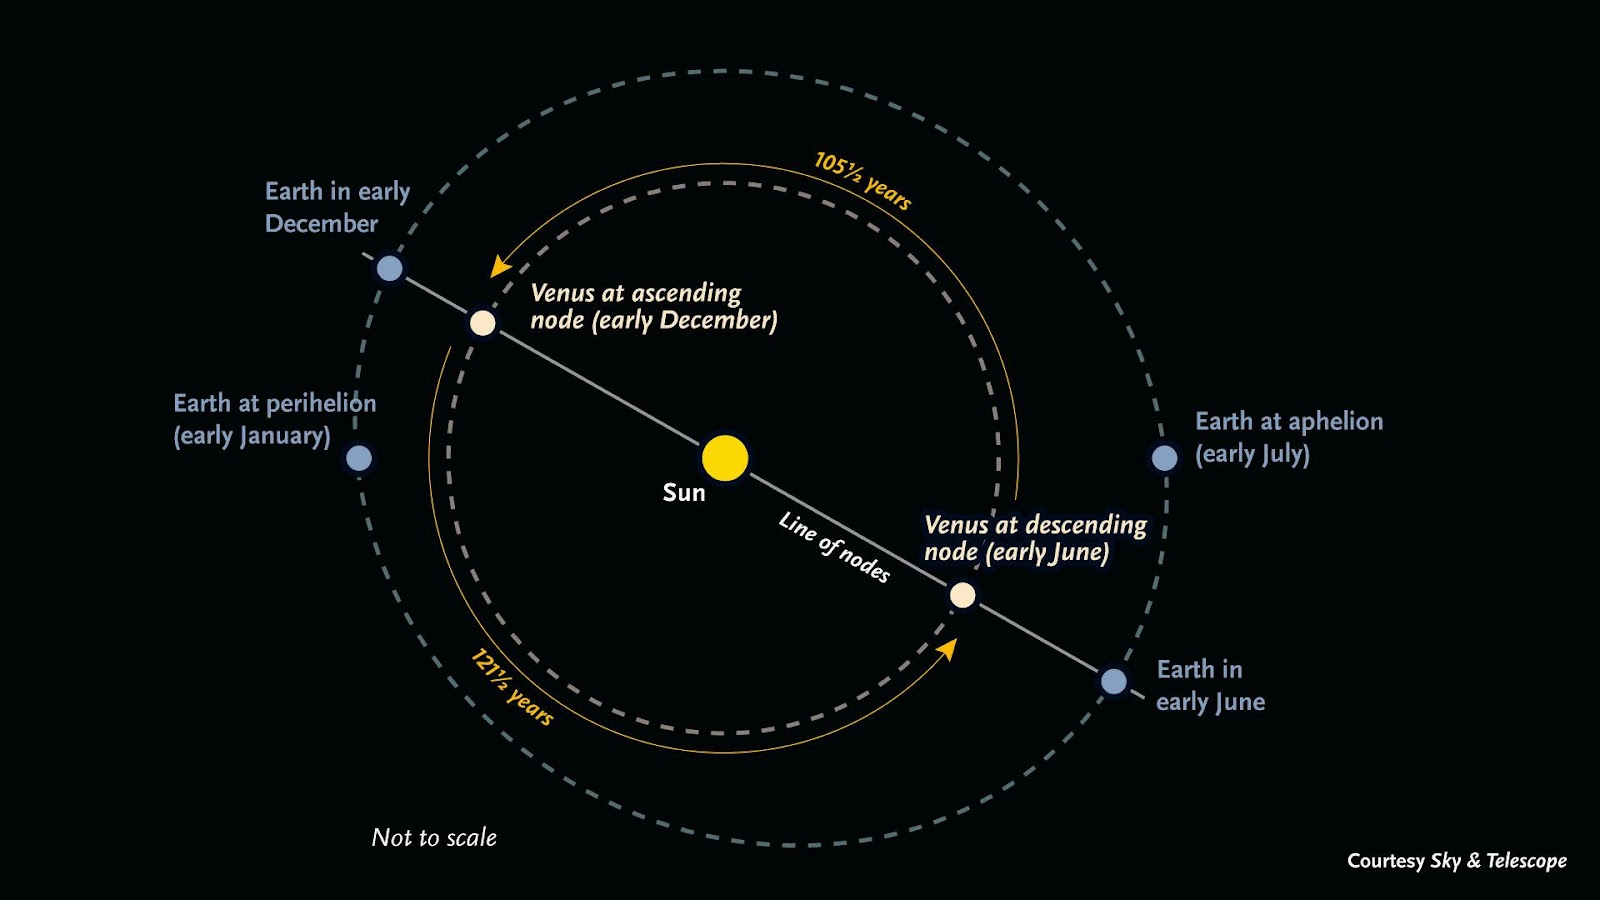 105½ years
Earth in early
December
Venus at ascending
node (early December)
Earth at perihelion
(early January)
Earth at aphelion
(early July)
Sun
Line of nodes
Venus at descending
node (early June)
121½ years
Earth in
early June
Not to scale
Courtesy Sky & Telescope